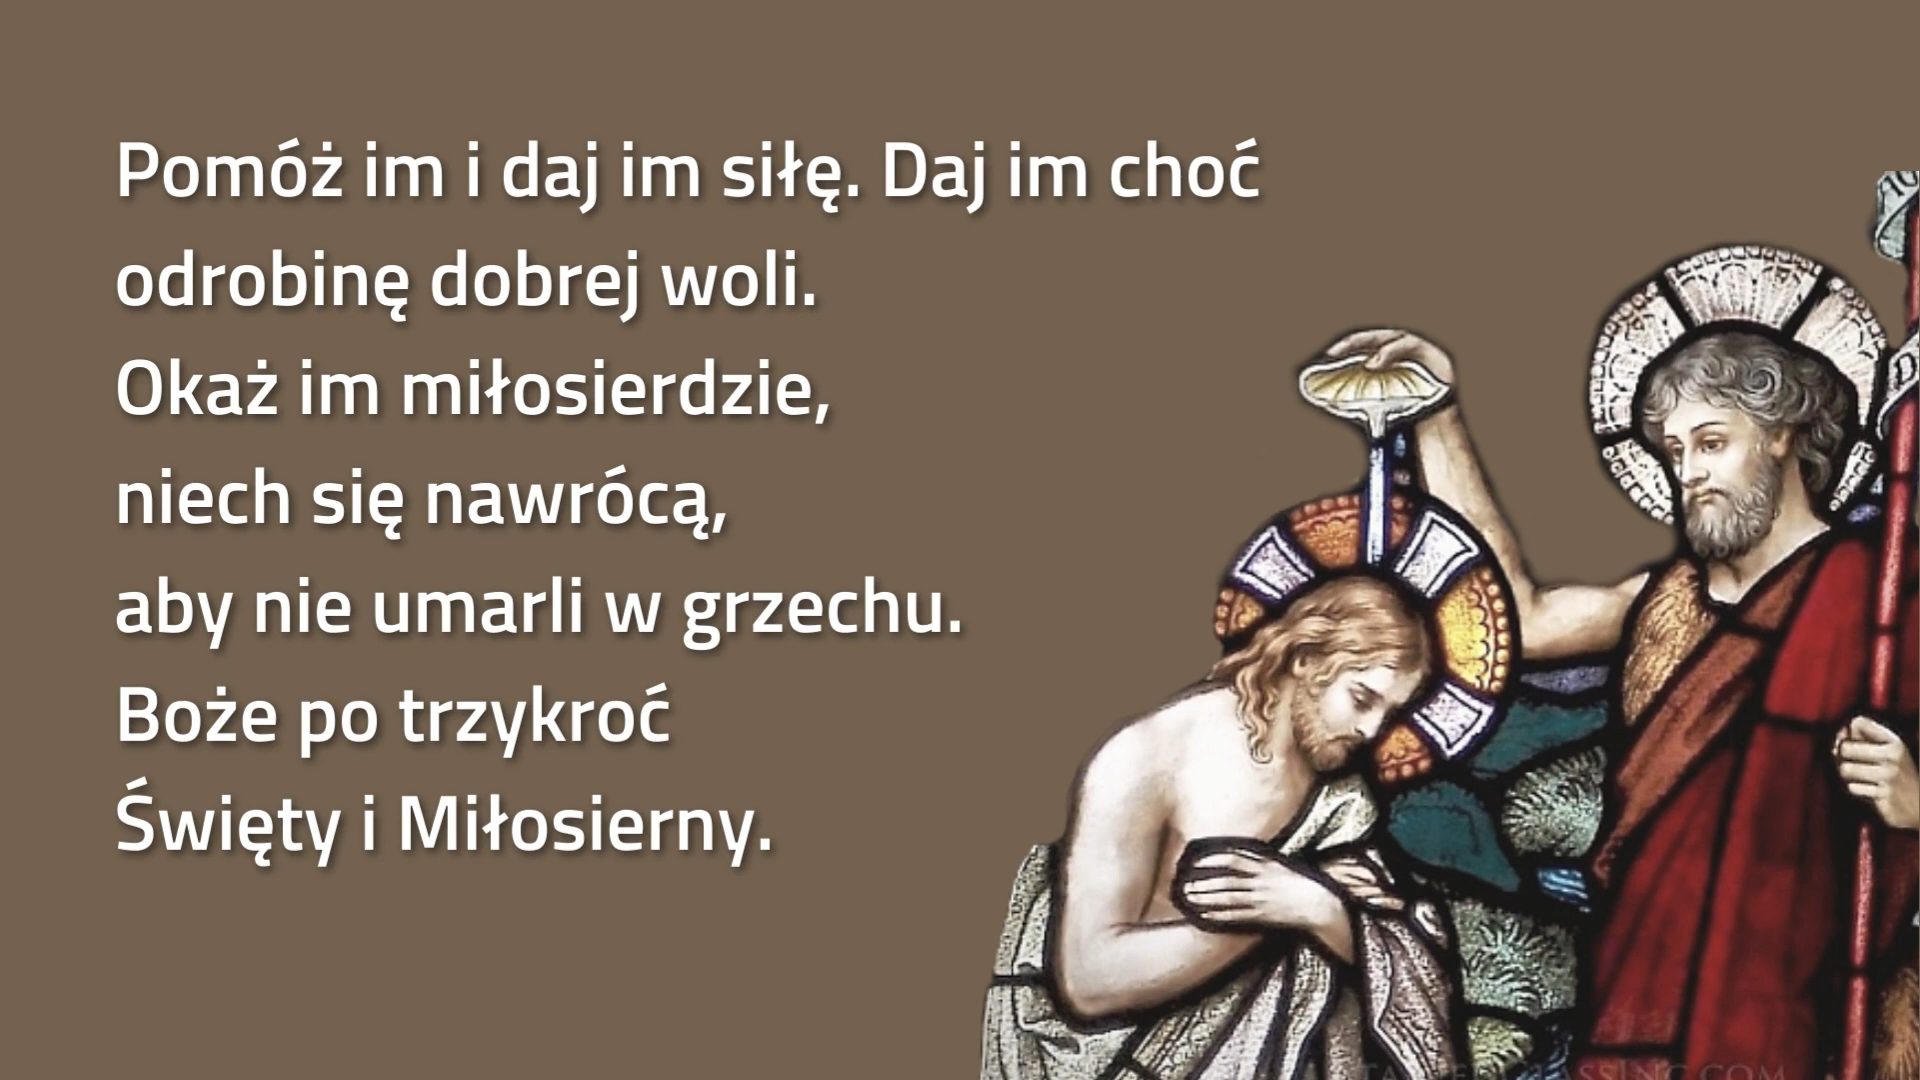 Pomóż im i daj im siłę. Daj im choć
odrobinę dobrej woli.
Okaż im miłosierdzie,
niech się nawrócą,
aby nie umarli w grzechu.
Boże po trzykroć
Święty i Miłosierny.